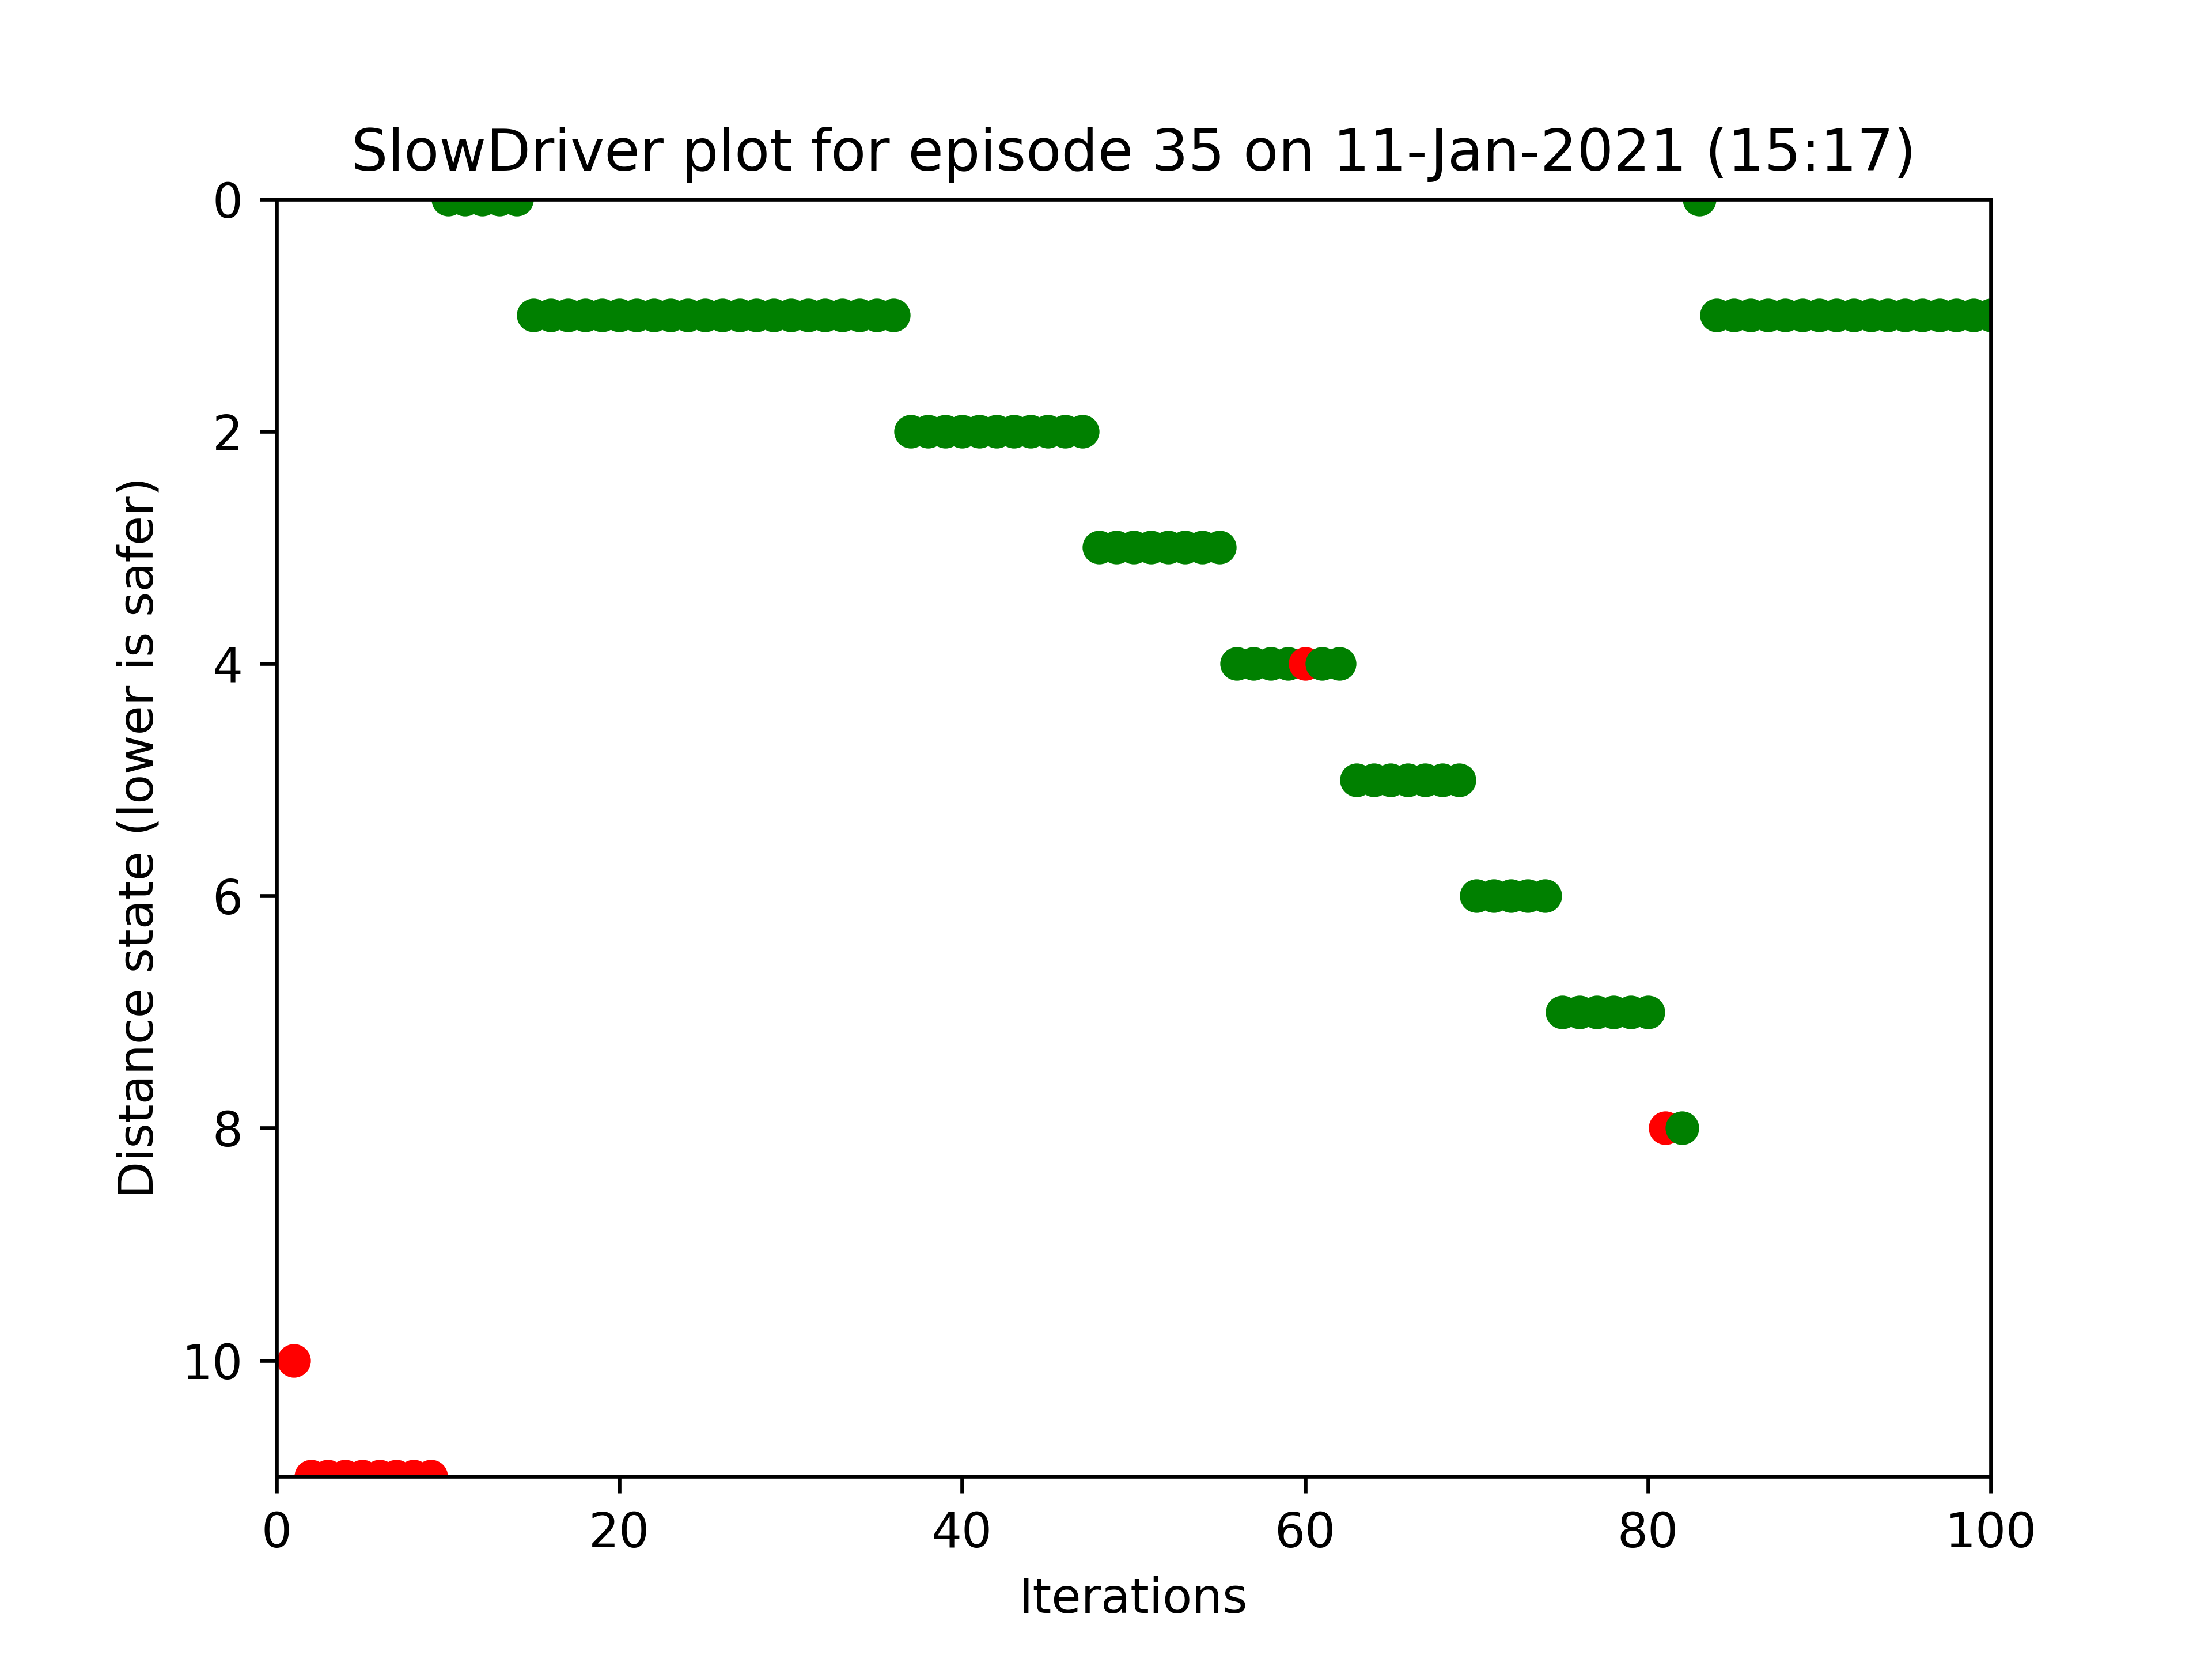 SlowDriver plot for episode 35 on 11-Jan-2021 (15:17)
Distance state (lower is safer)
0
2
4
6
8
10
0 20 40 60 80 100
Iterations